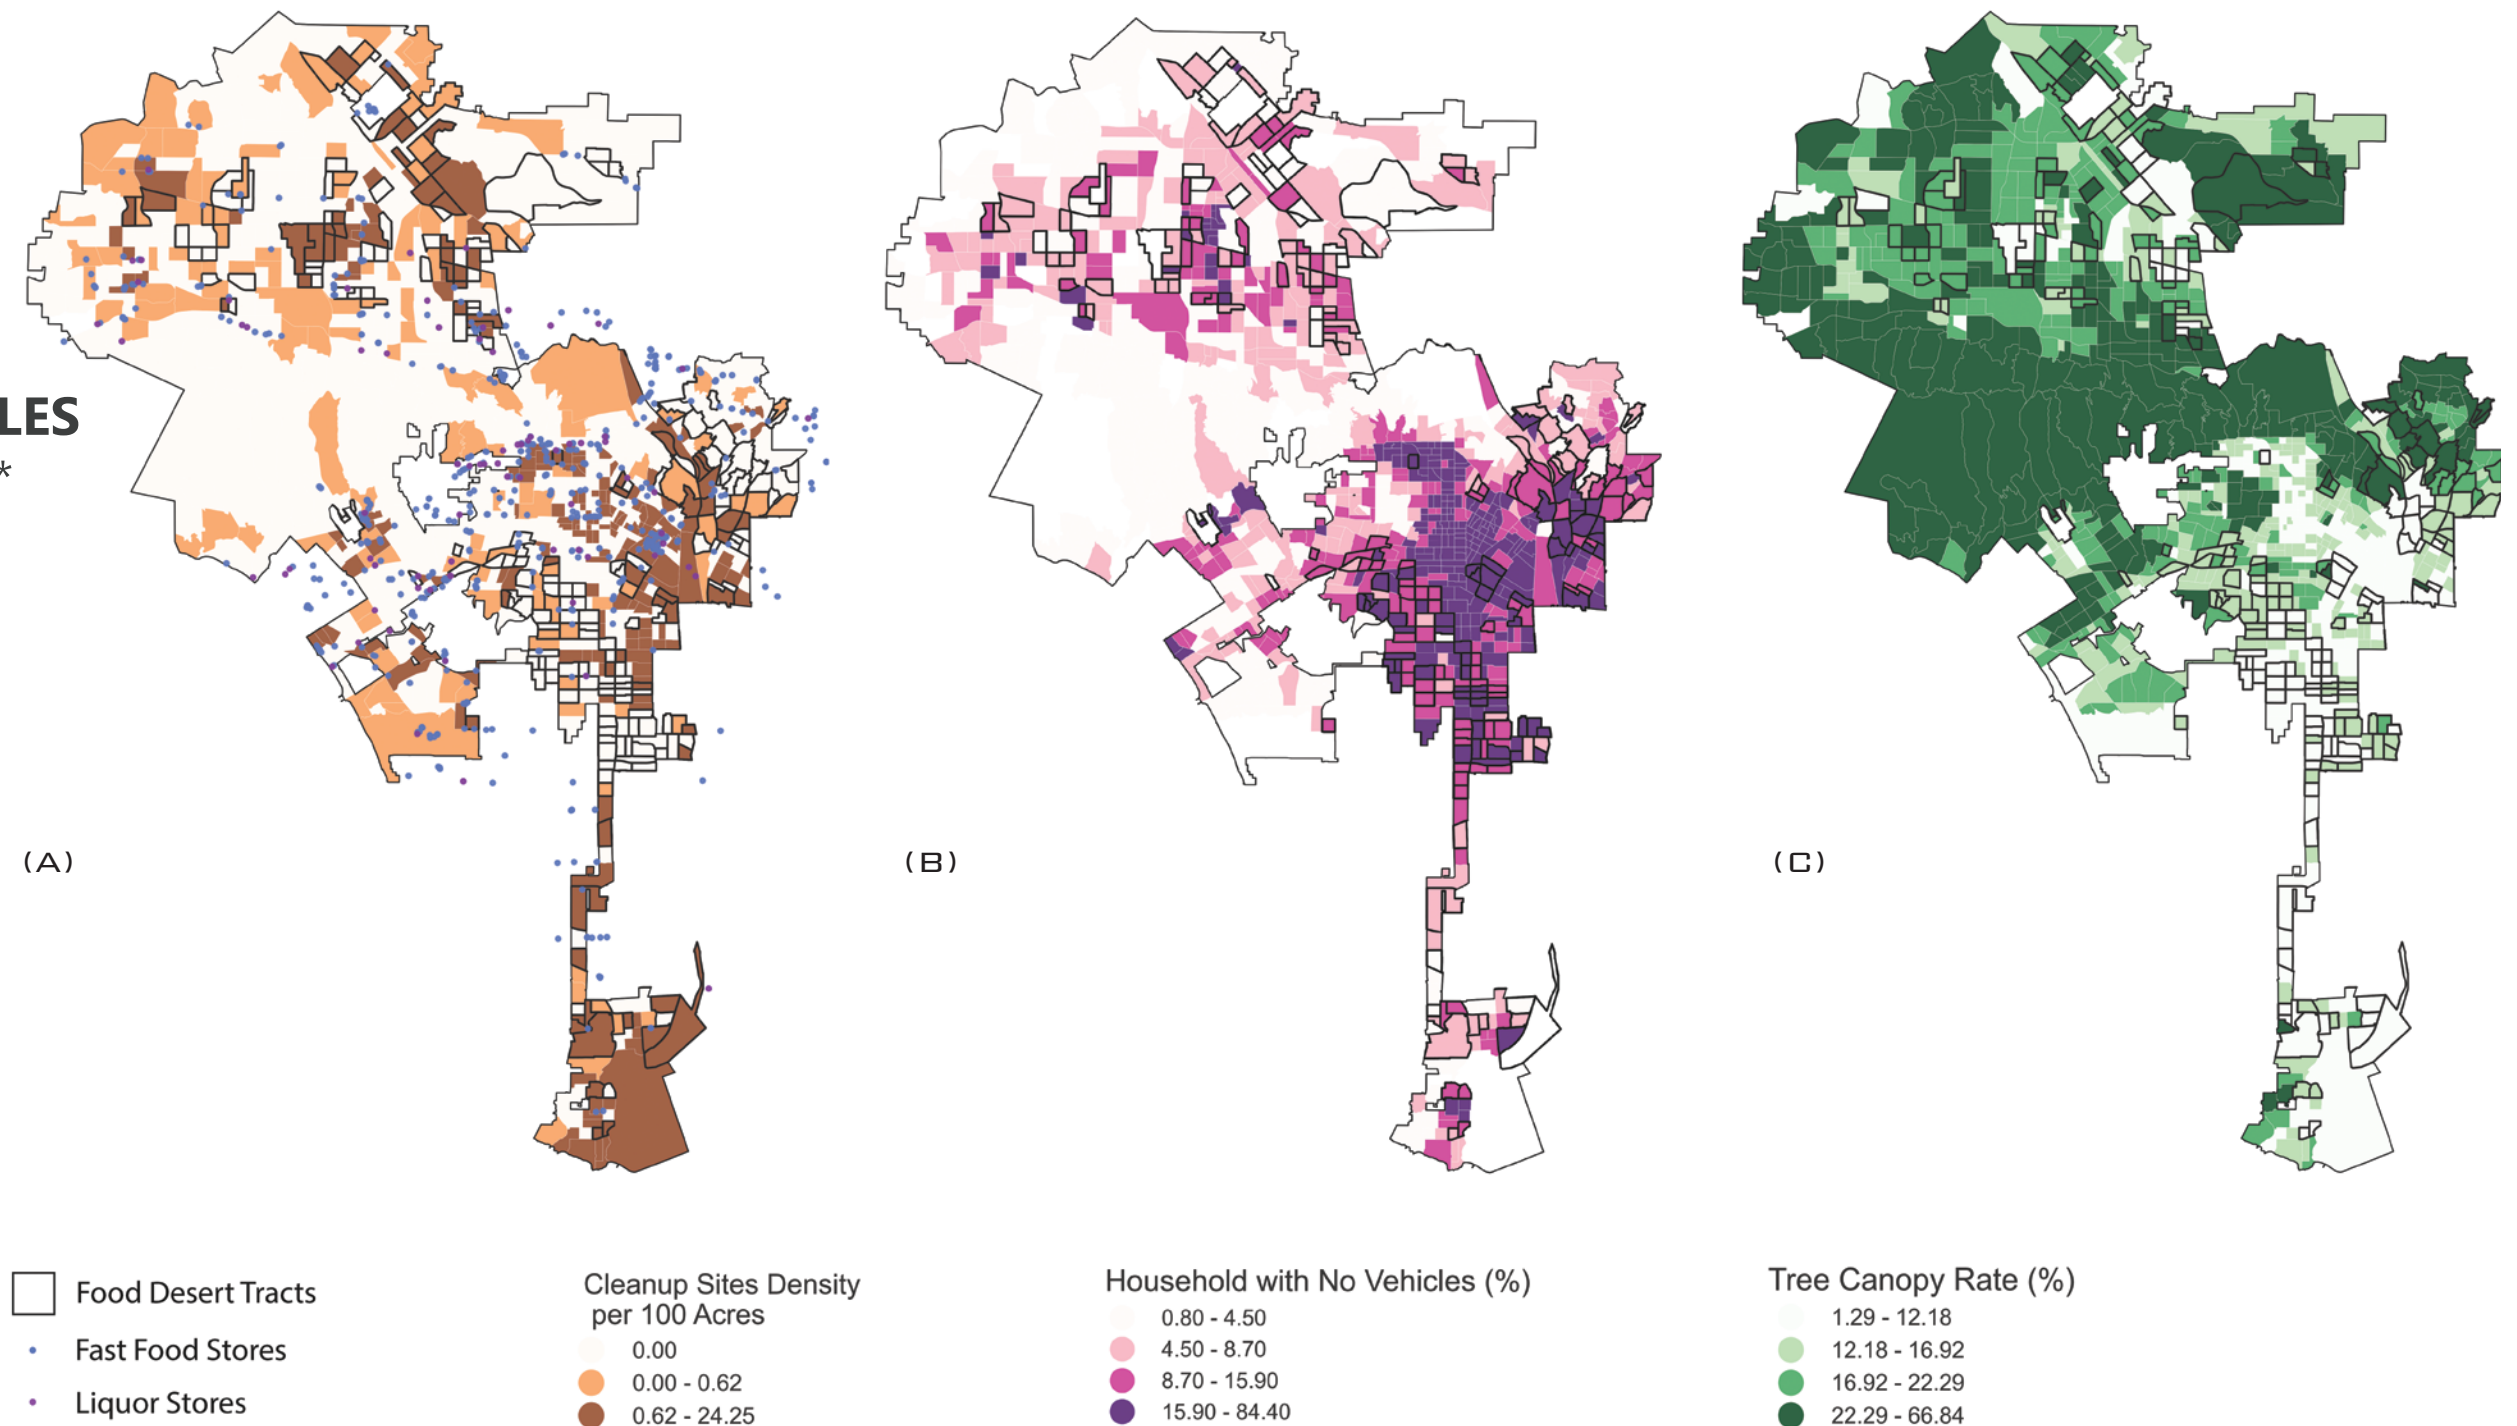 LES
*
(A)
(B)
(C)
Food Desert Tracts
Fast Food Stores
Liquor Stores
Cleanup Sites Density
per 100 Acres
0.00
0.00 - 0.62
0.62 - 24.25
Household with No Vehicles (%)
0.80 - 4.50
4.50 - 8.70
8.70 - 15.90
15.90 - 84.40
Tree Canopy Rate (%)
1.29 - 12.18
12.18 - 16.92
16.92 - 22.29
22.29 - 66.84